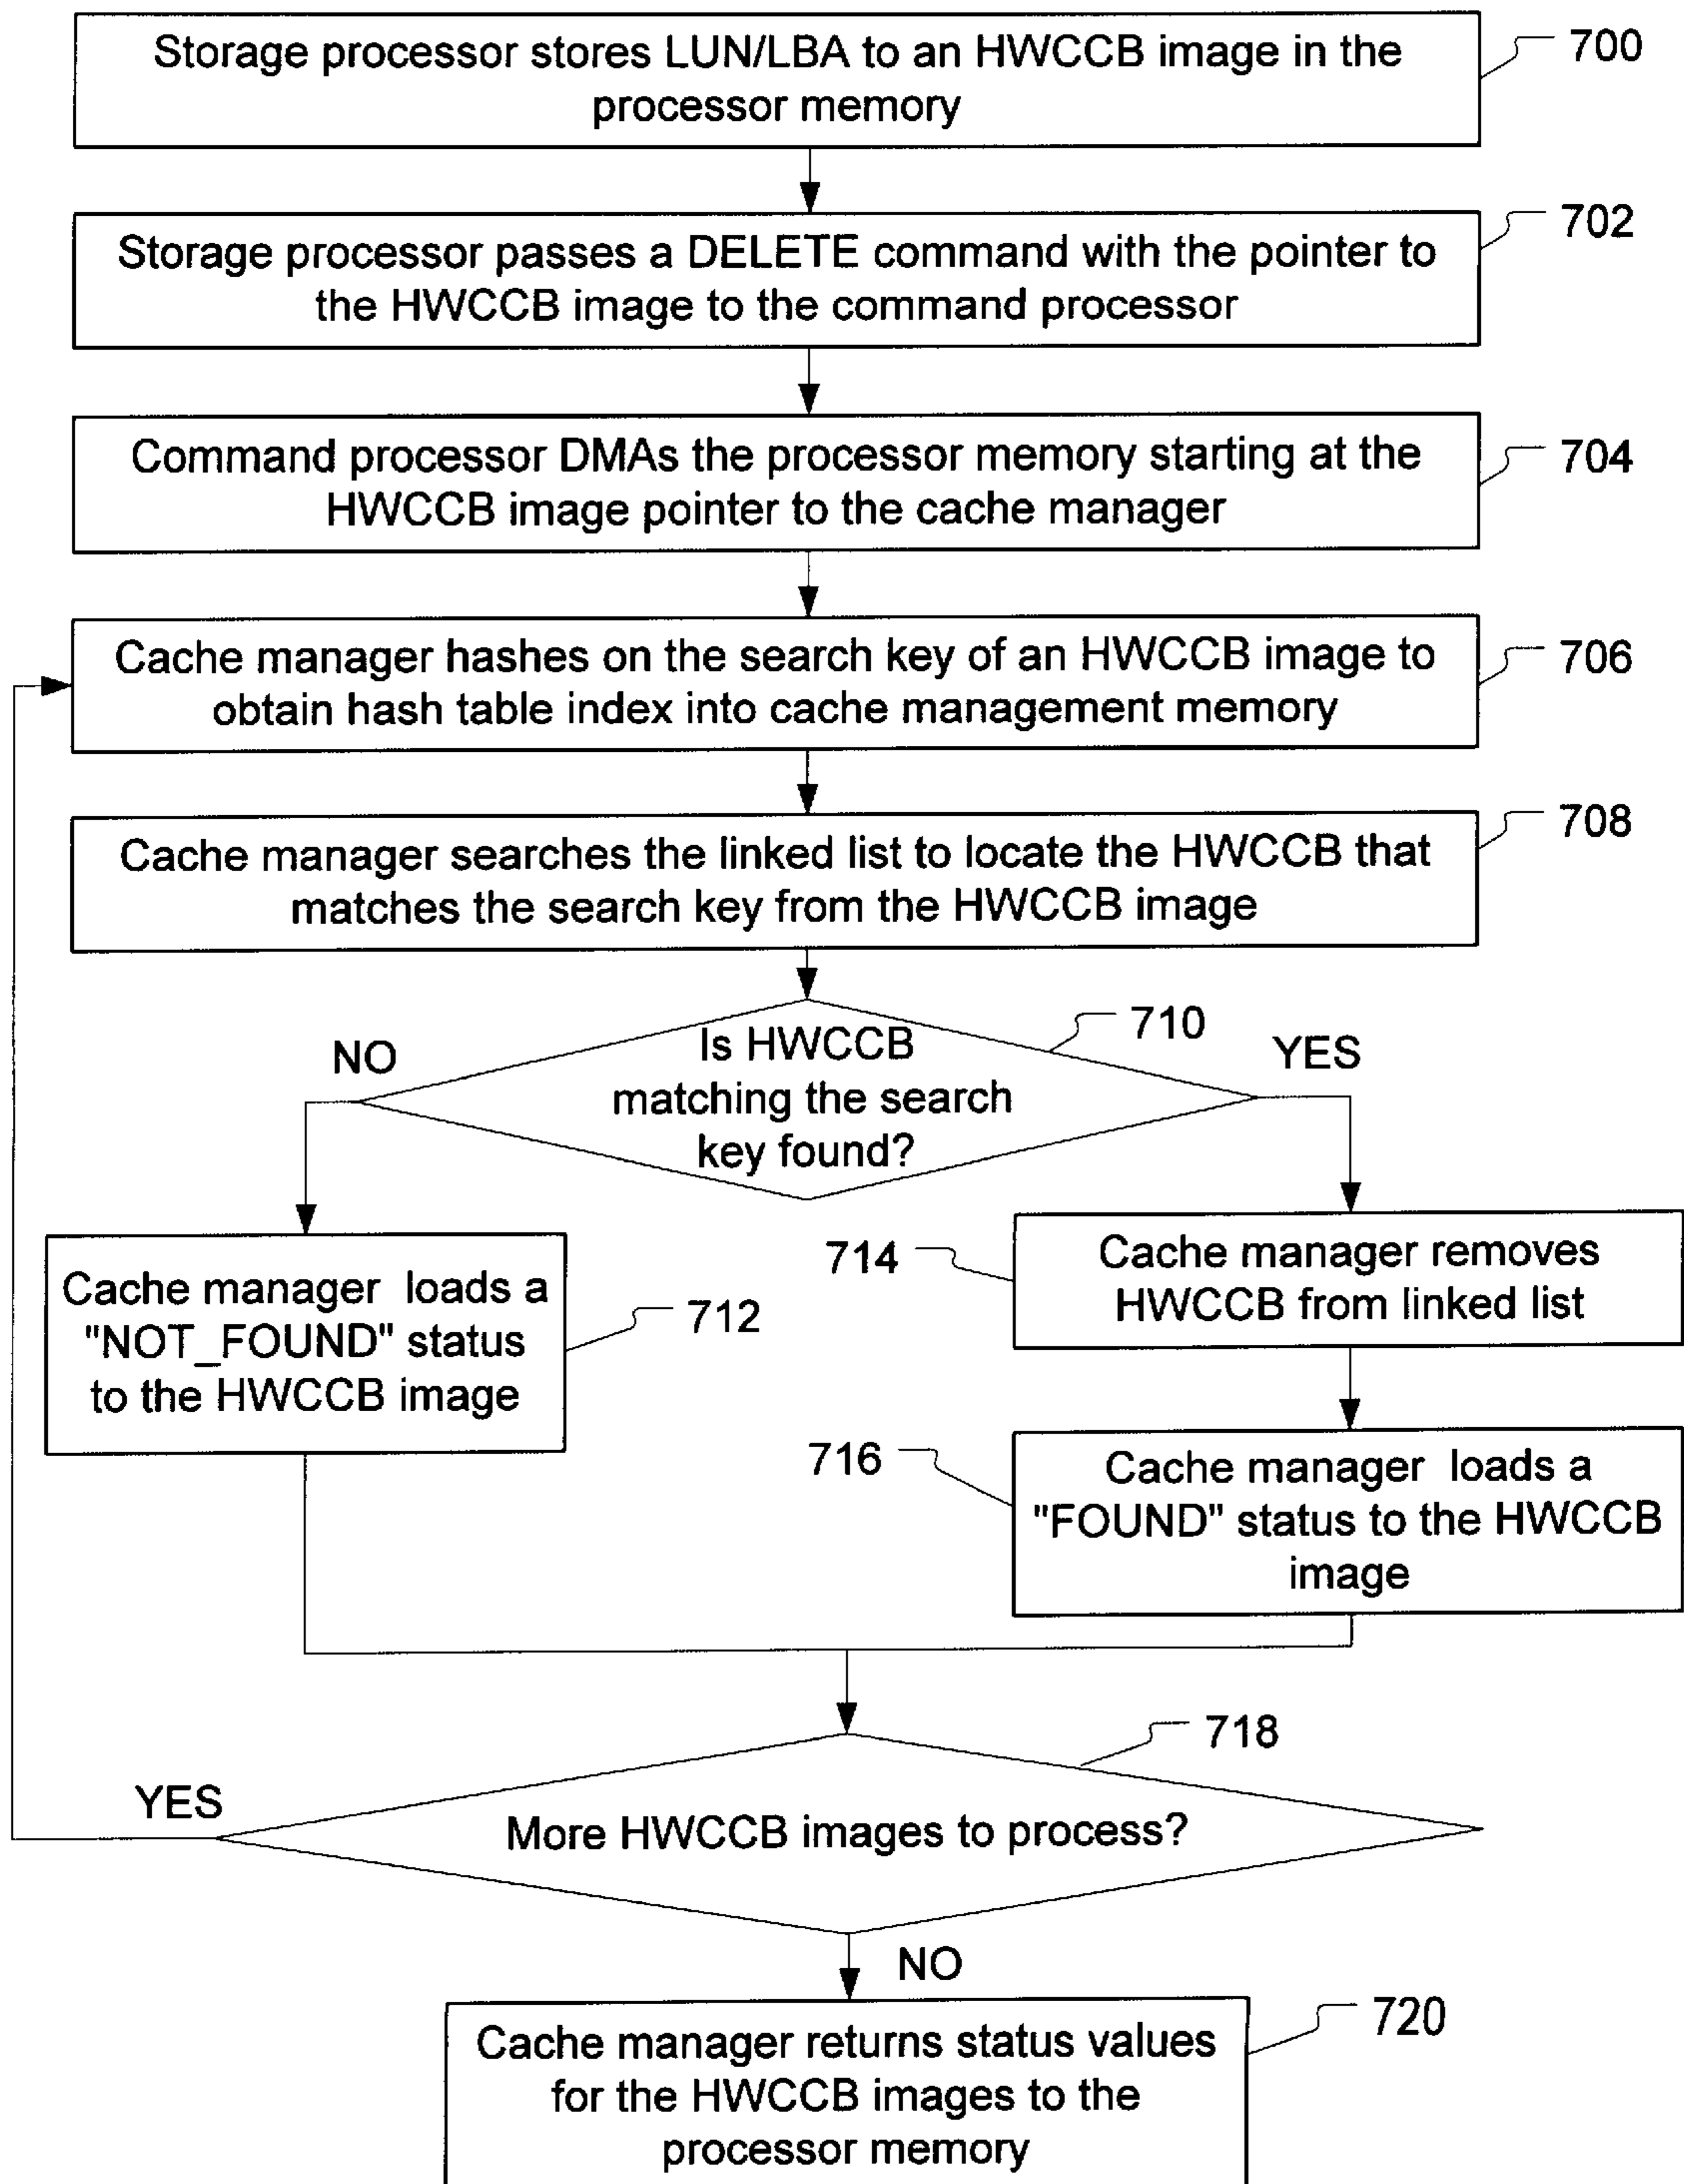 Storage processor stores LUN/LBA to an HWCCB image in the
processor memory
700
Storage processor passes a DELETE command with the pointer to
the HWCCB image to the command processor
702
Command processor DMAs the processor memory starting at the
HWCCB image pointer to the cache manager
704
Cache manager hashes on the search key of an HWCCB image to
obtain hash table index into cache management memory
706
Cache manager searches the linked list to locate the HWCCB that
matches the search key from the HWCCB image
708
Is HWCCB
matching the search
key found?
710
NO
YES
Cache manager loads a
"NOT_FOUND" status
to the HWCCB image
712
714
Cache manager removes
HWCCB from linked list
716
Cache manager loads a
"FOUND" status to the HWCCB
image
718
YES
More HWCCB images to process?
NO
Cache manager returns status values
for the HWCCB images to the
processor memory
720